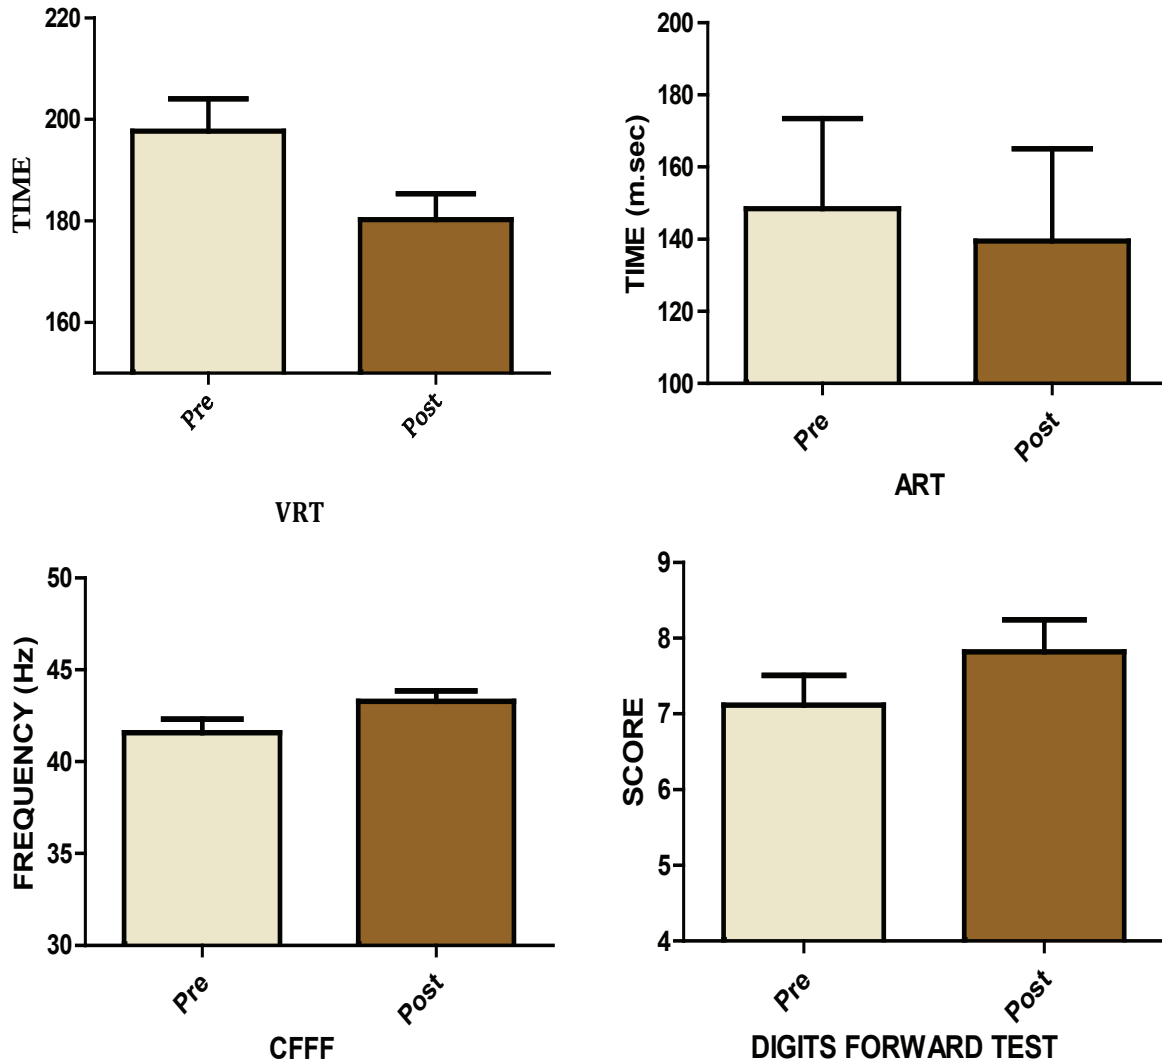 220
200
180
160
TIME
Pre
Post
VRT
200
180
160
140
120
100
TIME (m.sec)
Pre
Post
ART
50
45
40
35
30
FREQUENCY (Hz)
Pre
Post
CFFF
9
8
7
6
5
4
SCORE
Pre
Post
DIGITS FORWARD TEST